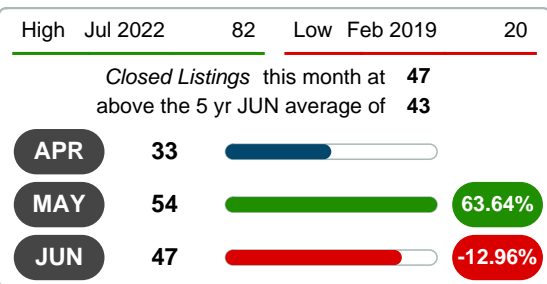 High Jul 2022 82 Low Feb 2019 20
Closed Listings this month at 47
above the 5 yr JUN average of 43
APR 33
MAY 54 63.64%
JUN 47 -12.96%